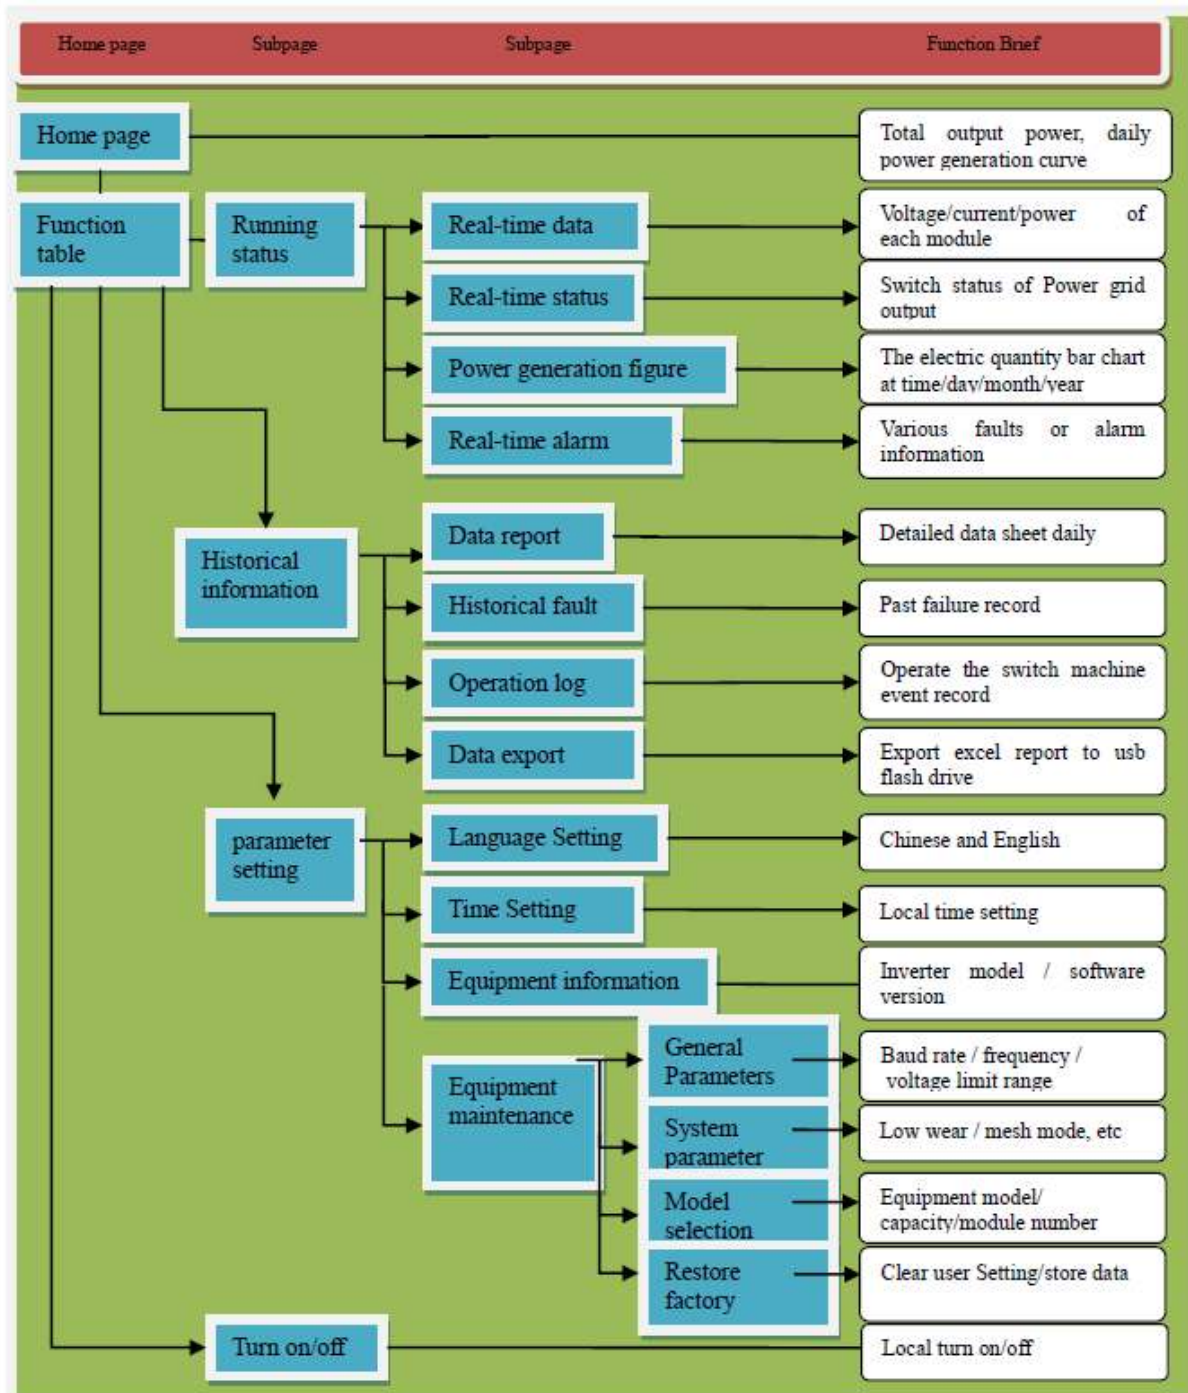 Home page
Subpage
Subpage
Function Brief
Home page
Total output power, daily
power generation curve
Function
table
Running
status
Real-time data
Voltage/current/power of
each module
Real-time status
Switch status of Power grid
output
Power generation figure
The electric quantity bar chart
at time/day/month/year
Real-time alarm
Various faults or alarm
information
Historical
information
Data report
Detailed data sheet daily
Historical fault
Past failure record
Operation log
Operate the switch machine
event record
Data export
Export excel report to usb
flash drive
parameter
setting
Language Setting
Chinese and English
Time Setting
Local time setting
Equipment information
Inverter model / software
version
Equipment
maintenance
General
Parameters
Baud rate / frequency /
voltage limit range
System
parameter
Low wear / mesh mode, etc
Model
selection
Equipment model/
capacity/module number
Restore
factory
Clear user Setting/store data
Turn on/off
Local turn on/off